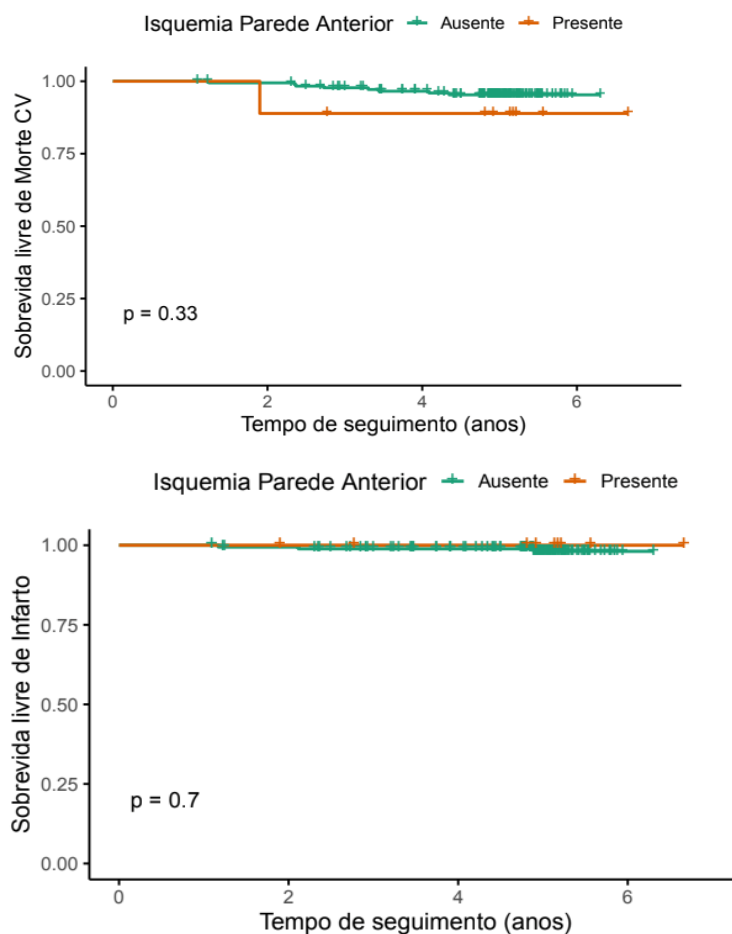 Isquemia Parede Anterior Ausente Presente
Sobrevida livre de Morte CV
1.00
0.75
0.50
0.25
0.00
p = 0.33
0 2 4 6
Tempo de seguimento (anos)
Isquemia Parede Anterior Ausente Presente
Sobrevida livre de Infarto
1.00
0.75
0.50
0.25
0.00
p = 0.7
0 2 4 6
Tempo de seguimento (anos)